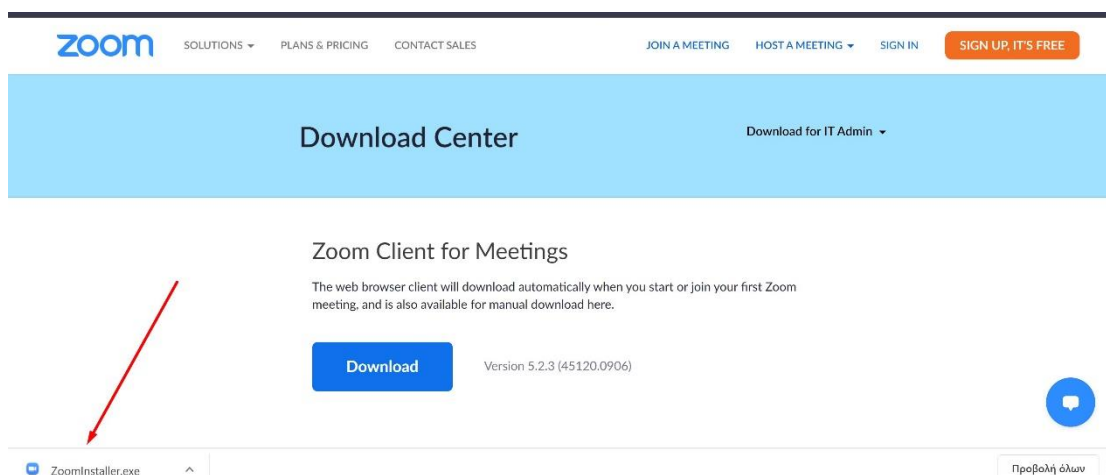 zoom SOLUTIONS PLANS & PRICING CONTACT SALES JOIN A MEETING HOST A MEETING SIGN IN SIGN UP, IT'S FREE
Download Center Download for IT Admin
Zoom Client for Meetings
The web browser client will download automatically when you start or join your first Zoom
meeting, and is also available for manual download here.
Download Version 5.2.3 (45120.0906)
ZoomInstaller.exe Προβολή όλων